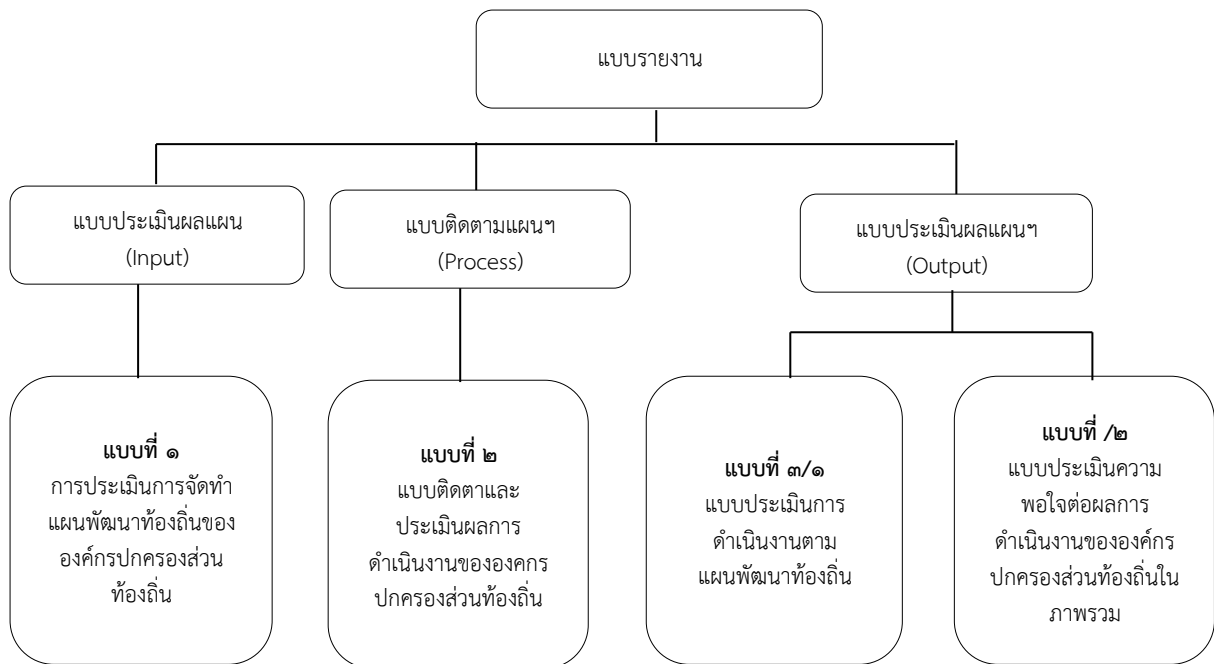 แบบรายงาน
แบบประเมินผลแผน
(Input)
แบบติดตามแผนฯ
(Process)
แบบประเมินผลแผนฯ
(Output)
แบบที่ ๑
การประเมินการจัดทำ
แผนพัฒนาท้องถิ่นของ
องค์กรปกครองส่วน
ท้องถิ่น
แบบที่ ๒
แบบติดตาและ
ประเมินผลการ
ดำเนินงานขององคกร
ปกครองส่วนท้องถิ่น
แบบที่ ๓/๑
แบบประเมินการ
ดำเนินงานตาม
แผนพัฒนาท้องถิ่น
แบบที่ /๒
แบบประเมินความ
พอใจต่อผลการ
ดำเนินงานขององค์กร
ปกครองส่วนท้องถิ่นใน
ภาพรวม